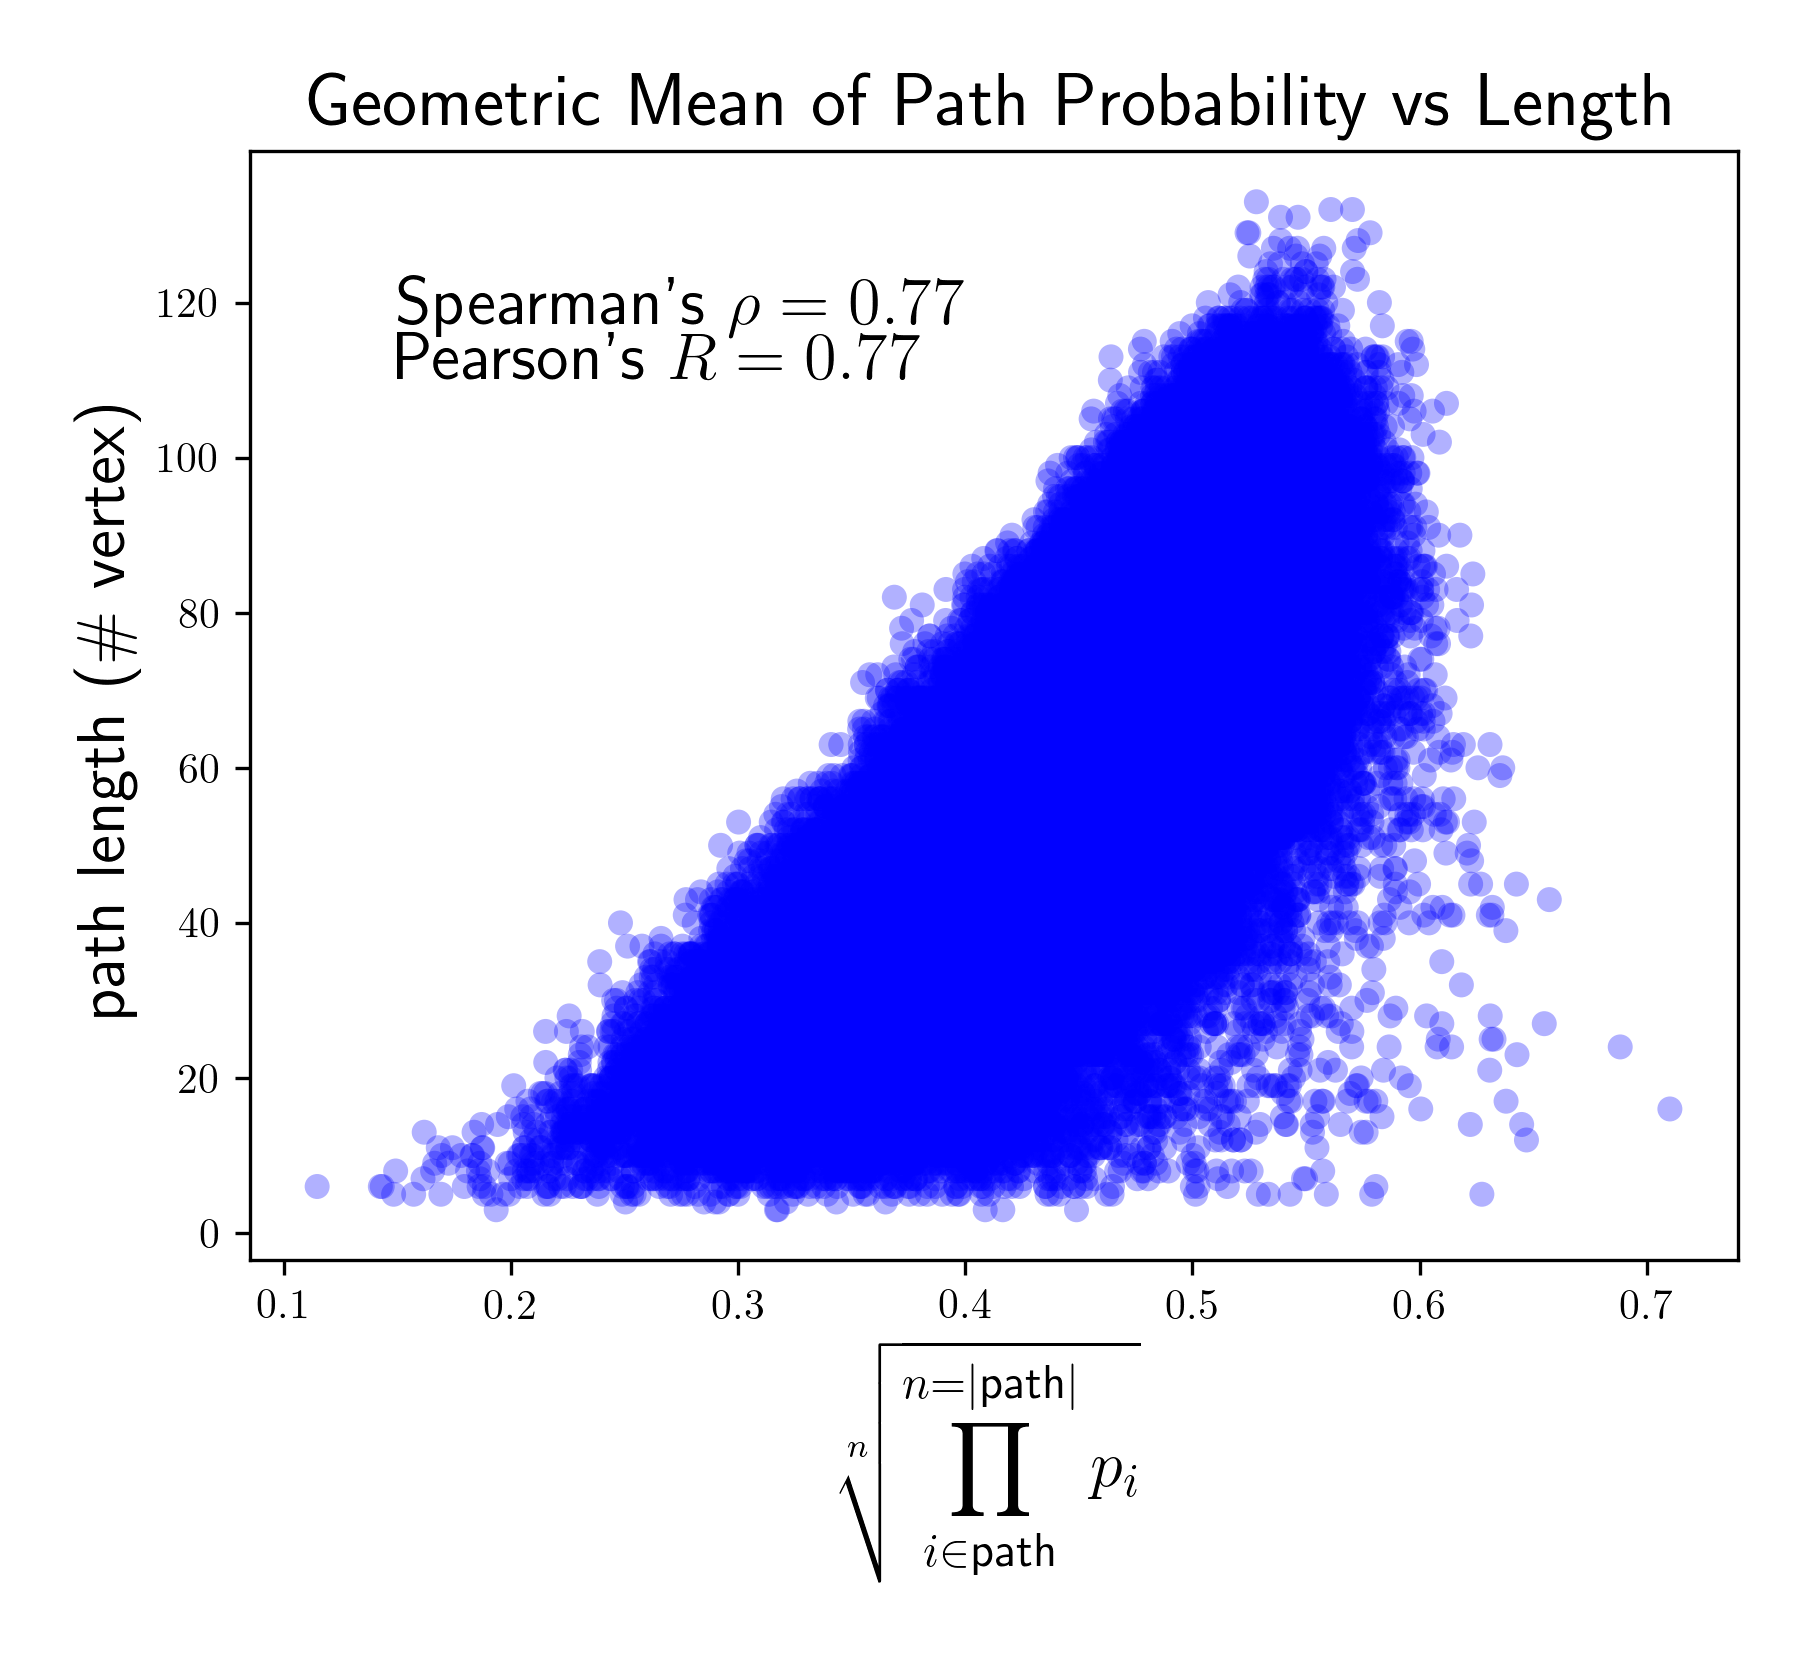 Geometric Mean of Path Probability vs Length
Spearman's ρ = 0.77
Pearson's R = 0.77
path length (# vertex)
120
100
80
60
40
20
0
0.1 0.2 0.3 0.4 0.5 0.6 0.7
n=|path|
n√∏ p_i
i∈path